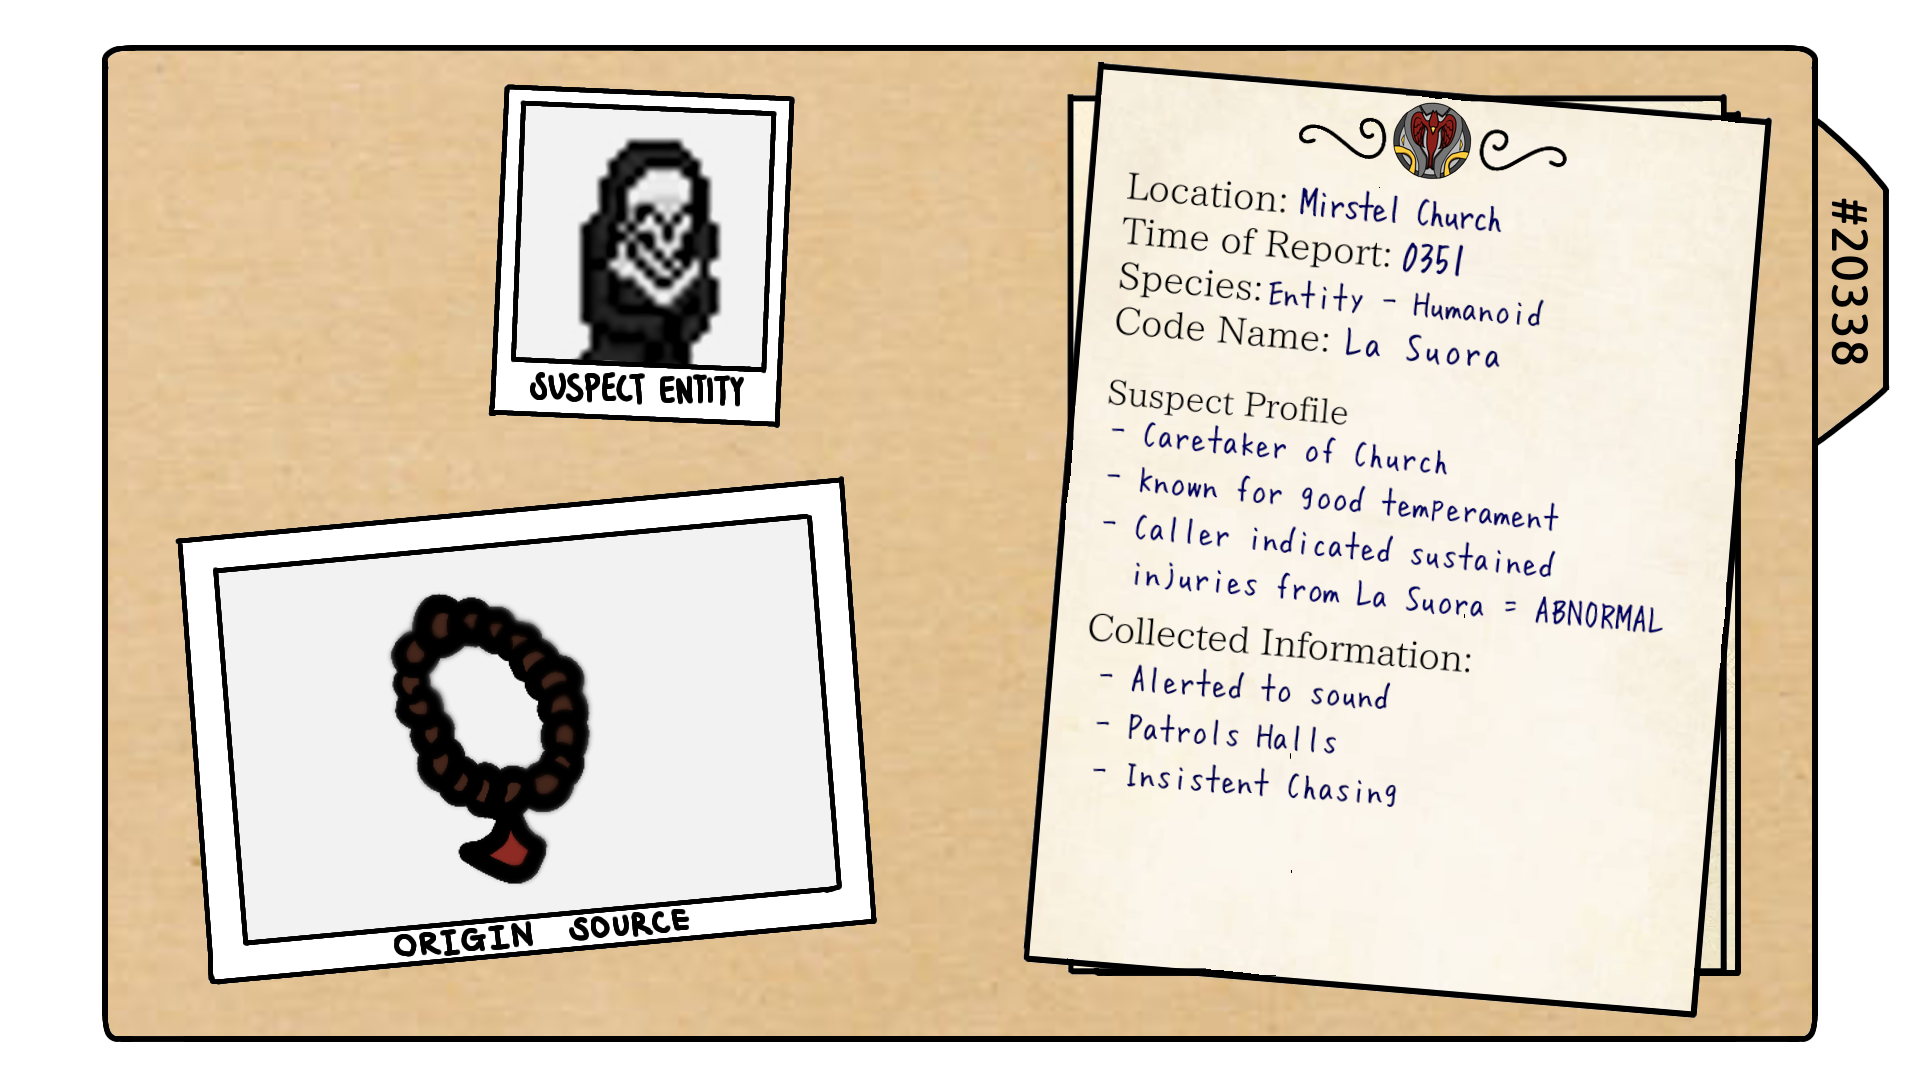 SUSPECT ENTITY
ORIGIN SOURCE
Location: Mirstel Church
Time of Report: 0351
Species: Entity - Humanoid
Code Name: La Suora
Suspect Profile
- Caretaker of Church
- known for good temperament
- Caller indicated sustained
injuries from La Suora = ABNORMAL
Collected Information:
- Alerted to sound
- Patrols Halls
- Insistent Chasing
#20338